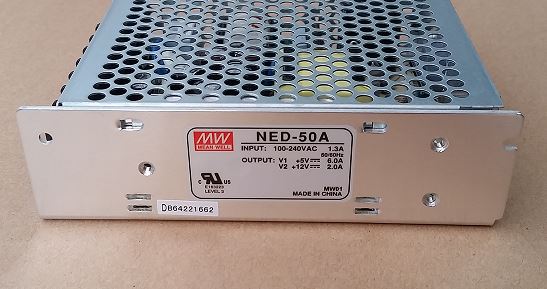 MW
MEAN WELL
NED-50A
INPUT: 100-240VAC 1.3A
50/60Hz
OUTPUT: V1 +5V⎓ 6.0A
V2 +12V⎓ 2.0A
C US
E183223
LEVEL 3
MW01
MADE IN CHINA
DB64221662